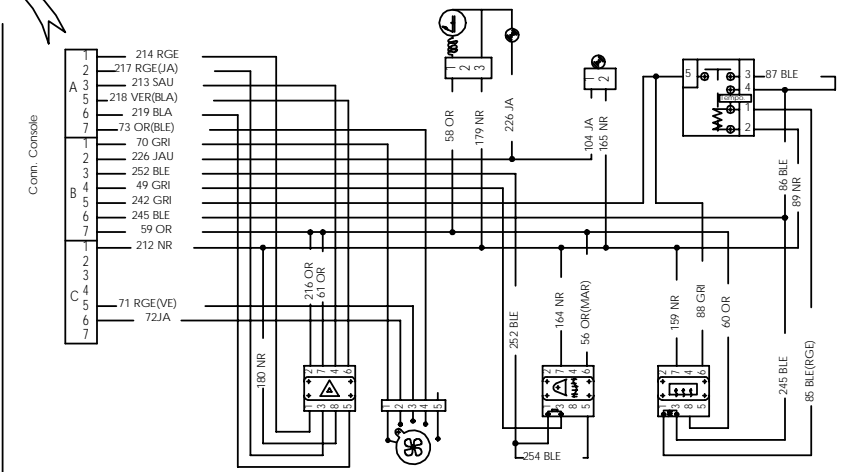 Conn. Console
A
1 214 RGE
2 217 RGE(JA)
3 213 SAU
5 218 VER(BLA)
6 219 BLA
7 73 OR(BLE)
B
1 70 GRI
2 226 JAU
3 252 BLE
4 49 GRI
5 242 GRI
6 245 BLE
7 59 OR
C
1 212 NR
2
3
4
5 71 RGE(VE)
6 72JA
7
1 2 3
58 OR
179 NR
226 JA
1 2
104 JA
165 NR
5 3 87 BLE
4
Tempo.
1
2
86 BLE
89 NR
216 OR
61 OR
180 NR
252 BLE
164 NR
56 OR(MAR)
159 NR
88 GRI
60 OR
245 BLE
85 BLE(RGE)
2 7 4 6
1 3 8 5
1 2 3 4 5
2 7 4 6
1 3 8 5
2 7 4 6
1 3 8 5
254 BLE